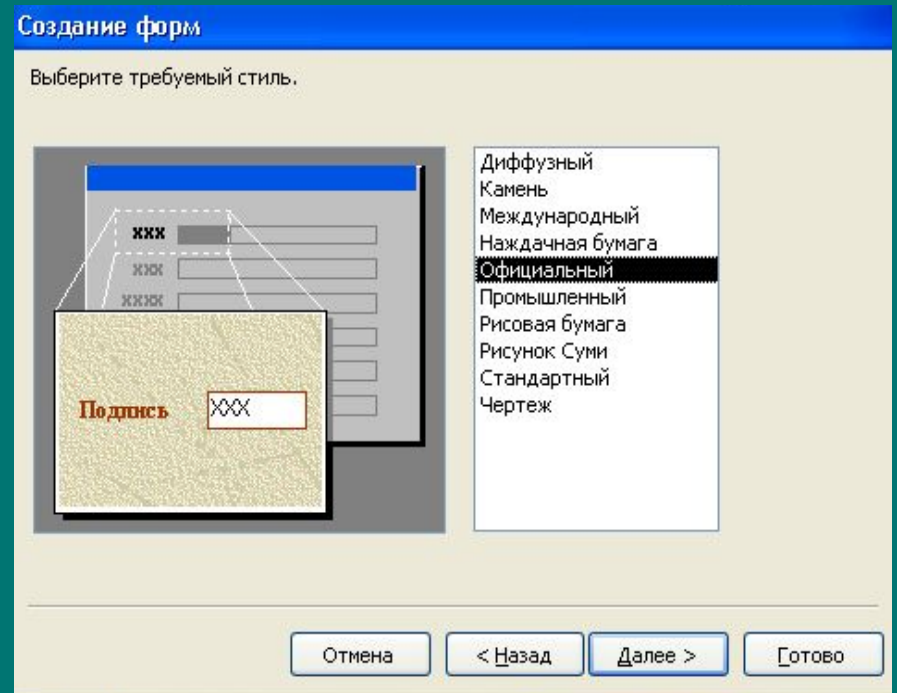 Создание форм
Выберите требуемый стиль.
XXX
XXX
XXXX
Подпись XXX
Диффузный
Камень
Международный
Наждачная бумага
Официальный
Промышленный
Рисовая бумага
Рисунок Суми
Стандартный
Чертеж
Отмена < Назад Далее > Готово